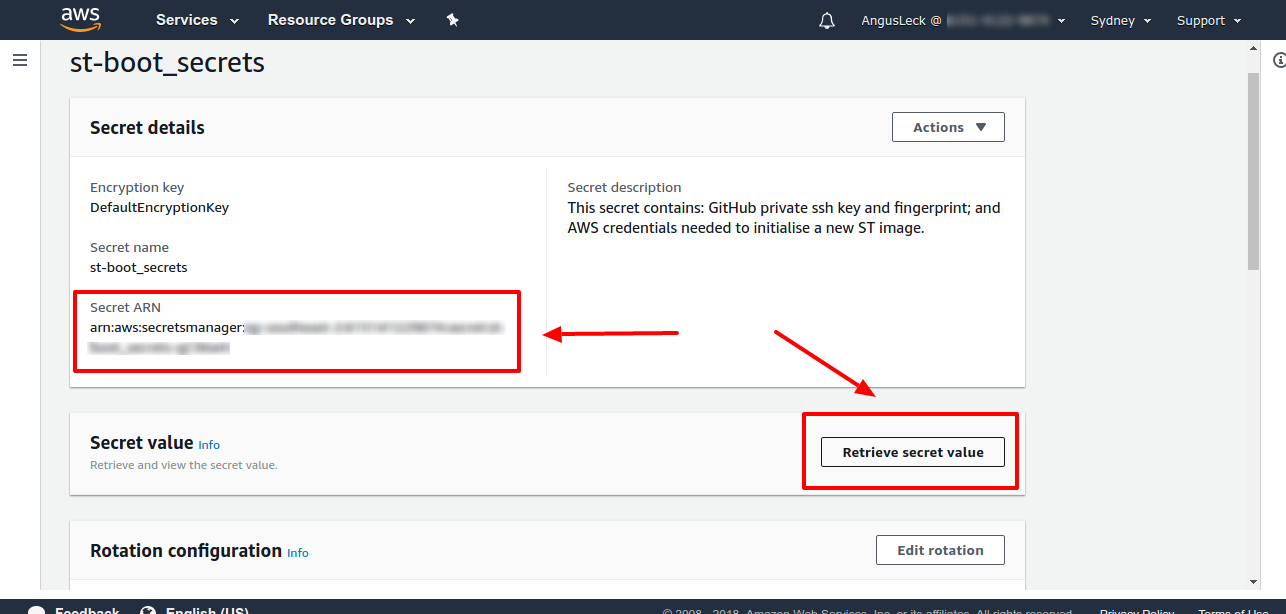 aws Services Resource Groups AngusLeck @ Sydney Support
st-boot_secrets
Secret details
Actions
Encryption key
DefaultEncryptionKey
Secret name
st-boot_secrets
Secret ARN
arn:aws:secretsmanager:
Secret description
This secret contains: GitHub private ssh key and fingerprint; and
AWS credentials needed to initialise a new ST image.
Secret value Info
Retrieve and view the secret value.
Retrieve secret value
Rotation configuration Info
Edit rotation
Feedback English (US) © 2008 - 2018, Amazon Web Services, Inc. or its affiliates. All rights reserved. Privacy Policy Terms of Use